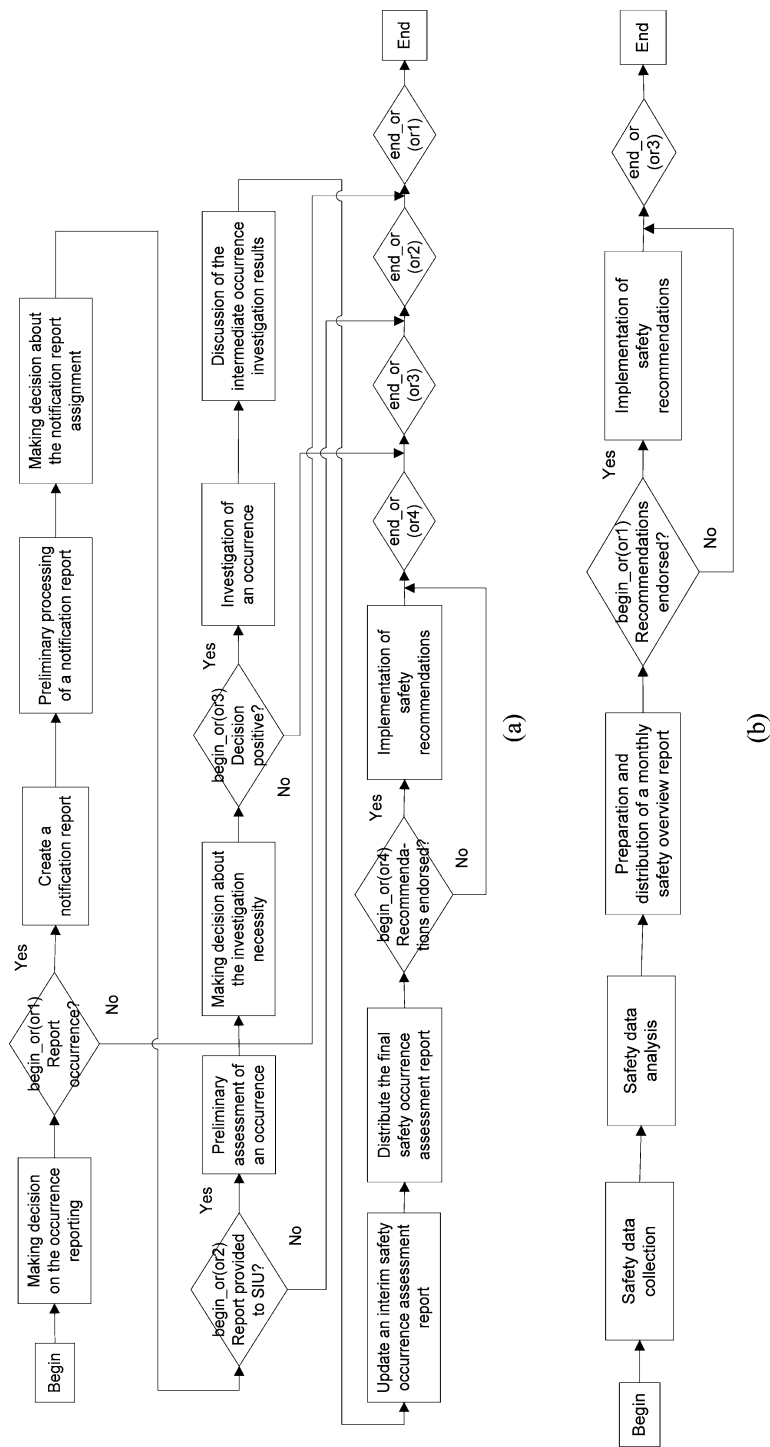 Begin
Making decision
on the occurrence
reporting
begin_or(or1)
Report
occurrence?
Yes
No
Create a
notification report
Preliminary processing
of a notification report
Making decision about
the notification report
assignment
begin_or(or2)
Report provided
to SIU?
Yes
No
Preliminary
assessment of
an occurrence
Making decision about
the investigation
necessity
begin_or(or3)
Decision
positive?
Yes
No
Investigation of
an occurrence
Discussion of the
intermediate occurrence
investigation results
Update an interim safety
occurrence assessment
report
Distribute the final
safety occurrence
assessment report
begin_or(or4)
Recommenda-
tions endorsed?
Yes
No
Implementation of
safety
recommendations
end_or
(or4)
end_or
(or3)
end_or
(or2)
end_or
(or1)
End
(a)
Begin
Safety data
collection
Safety data
analysis
Preparation and
distribution of a monthly
safety overview report
begin_or(or1)
Recommendations
endorsed?
Yes
No
Implementation of
safety
recommendations
end_or
(or3)
End
(b)